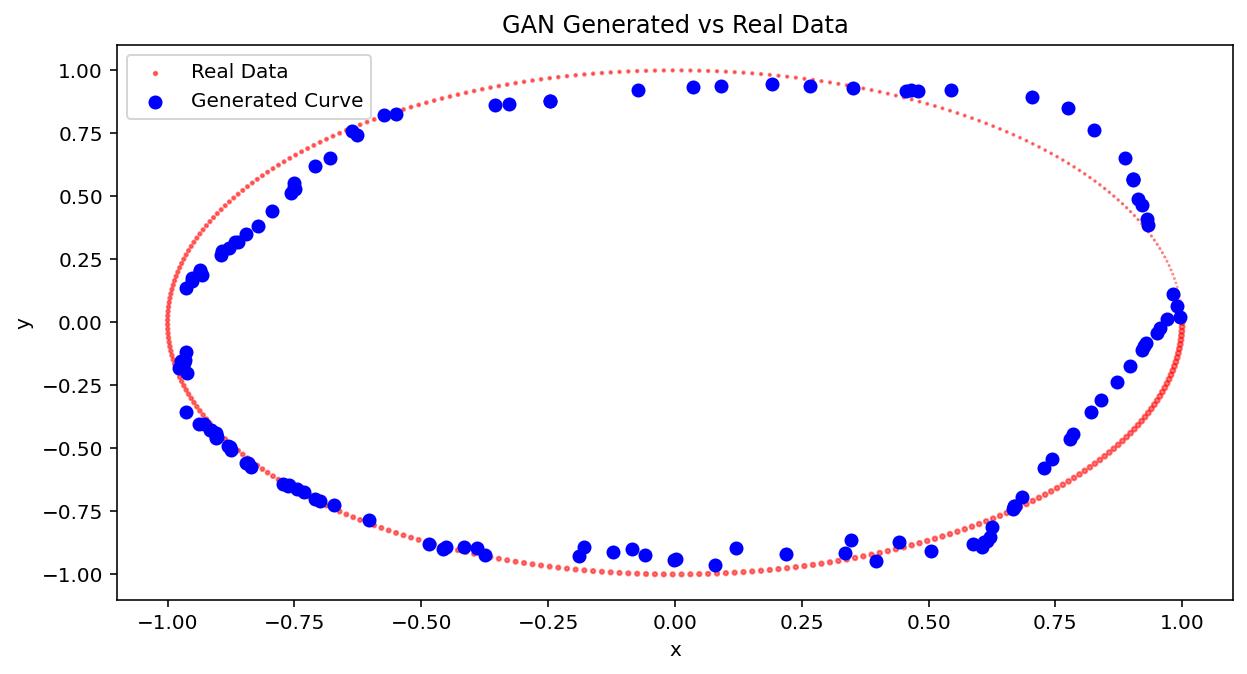 GAN Generated vs Real Data
Real Data
Generated Curve
1.00
0.75
0.50
0.25
0.00
−0.25
−0.50
−0.75
−1.00
y
−1.00 −0.75 −0.50 −0.25 0.00 0.25 0.50 0.75 1.00
x